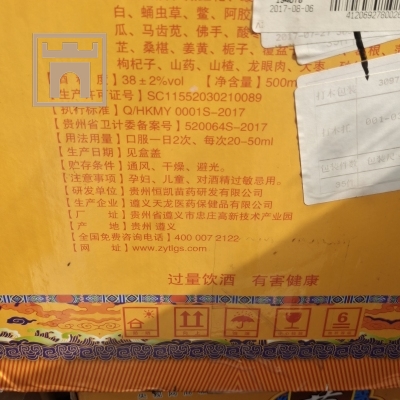 2017-08-06
白、蛹虫草、鳖、阿胶
瓜、马齿苋、佛手、酸
芷、桑椹、姜黄、栀子、覆盆
枸杞子、山药、山楂、龙眼肉、大枣
度】38±2%vol 【净含量】500m
生产许可证号】SC11552030210089
执行标准】Q/HKMY 0001S-2017
【贵州省卫计委备案号】520064S-2017
【用法用量】口服一日2次、每次20-50ml
【生产日期】见盒盖
【贮存条件】通风、干燥、避光。
【注意事项】孕妇、儿童、对酒精过敏忌用。
【研发单位】贵州恒凯苗药研发有限公司
【生产企业】遵义天龙医药保健品有限公司
【厂 址】贵州省遵义市忠庄高新技术产业园
【产 地】贵州 遵义
【全国免费咨询电话】400 007 2122
【网 址】www.zytlgs.com
过量饮酒 有害健康
6